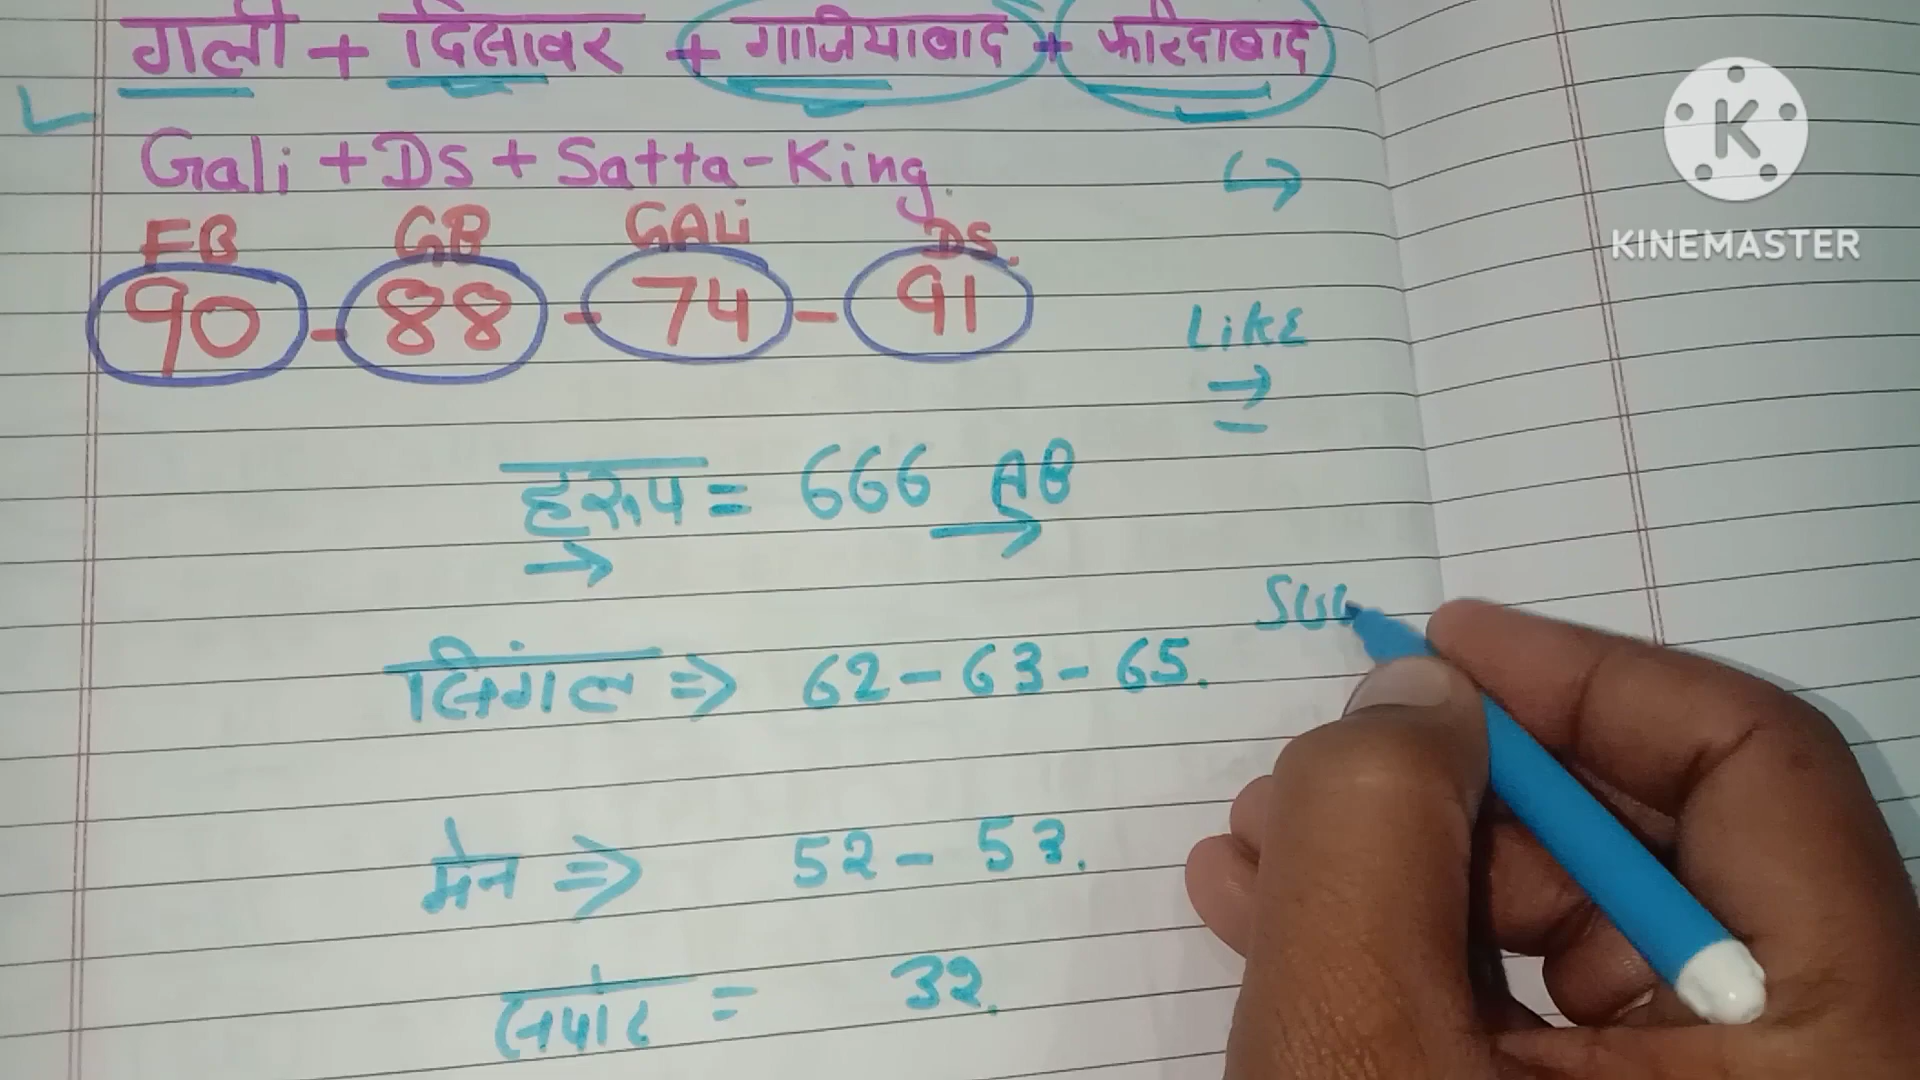 गली + दिसावर + गाजियाबाद + फरिदाबाद
Gali + DS + Satta-King.
FB GB GALi DS.
90 - 88 - 74 - 91
LiKE
हरुप = 666 AB
सिगंल ⇒ 62 - 63 - 65.
मेन ⇒ 52 - 53.
= 32.
K
KINEMASTER